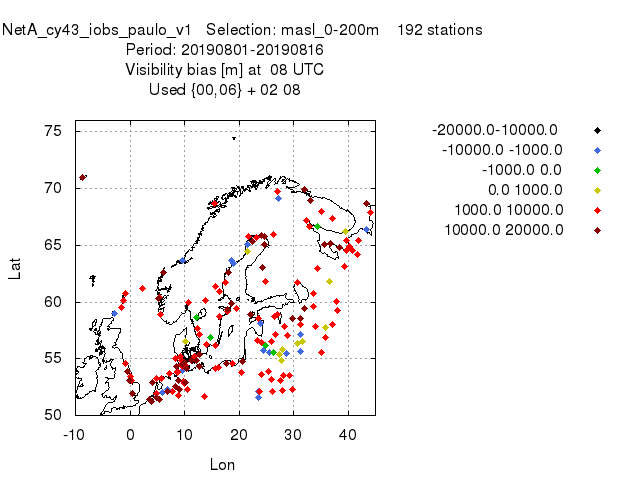 NetA_cy43_iobs_paulo_v1 Selection: masl_0-200m 192 stations
Period: 20190801-20190816
Visibility bias [m] at 08 UTC
Used {00,06} + 02 08
75
70
65
60
55
50
-10 0 10 20 30 40
Lat
Lon
-20000.0-10000.0
-10000.0 -1000.0
-1000.0 0.0
0.0 1000.0
1000.0 10000.0
10000.0 20000.0